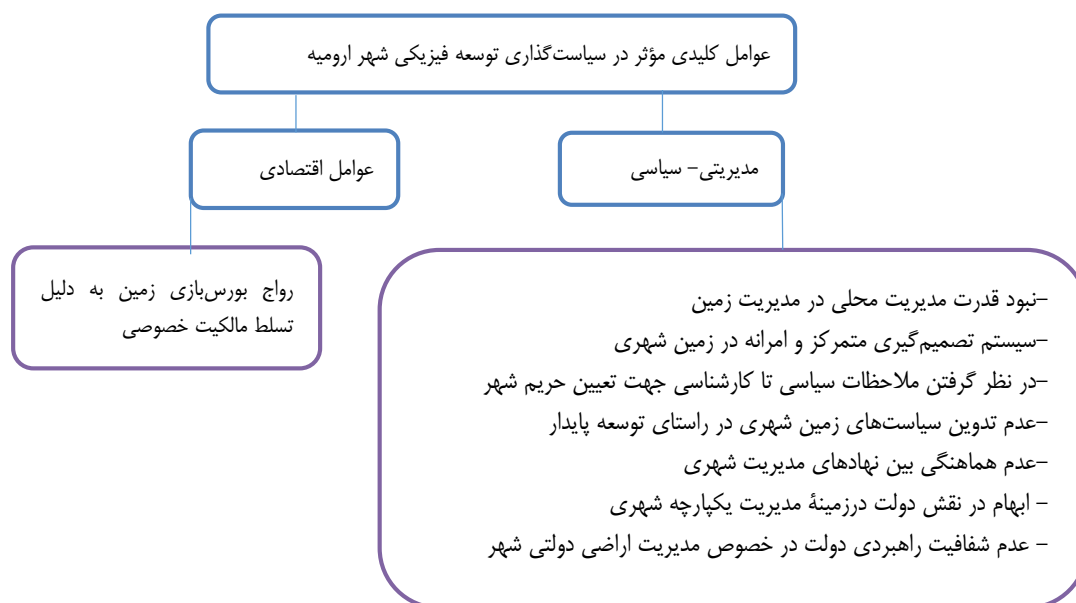 عوامل کلیدی مؤثر در سیاست‌گذاری توسعه فیزیکی شهر ارومیه
مدیریتی– سیاسی
عوامل اقتصادی
–نبود قدرت مدیریت محلی در مدیریت زمین
–سیستم تصمیم‌گیری متمرکز و امرانه در زمین شهری
–در نظر گرفتن ملاحظات سیاسی تا کارشناسی جهت تعیین حریم شهر
–عدم تدوین سیاست‌های زمین شهری در راستای توسعه پایدار
–عدم هماهنگی بین نهادهای مدیریت شهری
– ابهام در نقش دولت درزمینۀ مدیریت یکپارچه شهری
– عدم شفافیت راهبردی دولت در خصوص مدیریت اراضی دولتی شهر
رواج بورس‌بازی زمین به دلیل
تسلط مالکیت خصوصی